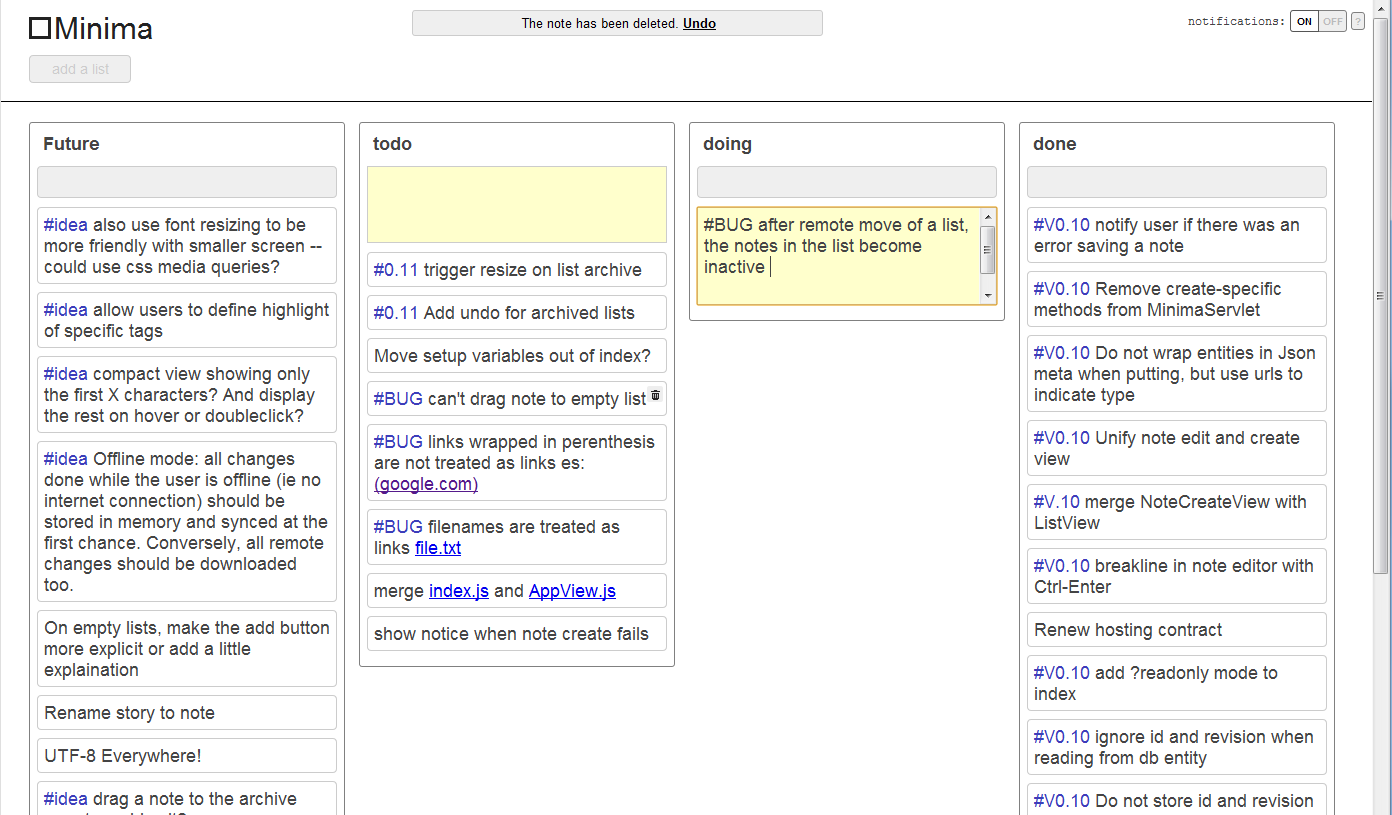 Minima
The note has been deleted. Undo
notifications: ON OFF ?
add a list
Future
#idea also use font resizing to be
more friendly with smaller screen --
could use css media queries?
#idea allow users to define highlight
of specific tags
#idea compact view showing only
the first X characters? And display
the rest on hover or doubleclick?
#idea Offline mode: all changes
done while the user is offline (ie no
internet connection) should be
stored in memory and synced at the
first chance. Conversely, all remote
changes should be downloaded
too.
On empty lists, make the add button
more explicit or add a little
explaination
Rename story to note
UTF-8 Everywhere!
#idea drag a note to the archive
todo
#0.11 trigger resize on list archive
#0.11 Add undo for archived lists
Move setup variables out of index?
#BUG can't drag note to empty list
#BUG links wrapped in perenthesis
are not treated as links es:
(google.com)
#BUG filenames are treated as
links file.txt
merge index.js and AppView.js
show notice when note create fails
doing
#BUG after remote move of a list,
the notes in the list become
inactive
done
#V0.10 notify user if there was an
error saving a note
#V0.10 Remove create-specific
methods from MinimaServlet
#V0.10 Do not wrap entities in Json
meta when putting, but use urls to
indicate type
#V0.10 Unify note edit and create
view
#V.10 merge NoteCreateView with
ListView
#V0.10 breakline in note editor with
Ctrl-Enter
Renew hosting contract
#V0.10 add ?readonly mode to
index
#V0.10 ignore id and revision when
reading from db entity
#V0.10 Do not store id and revision